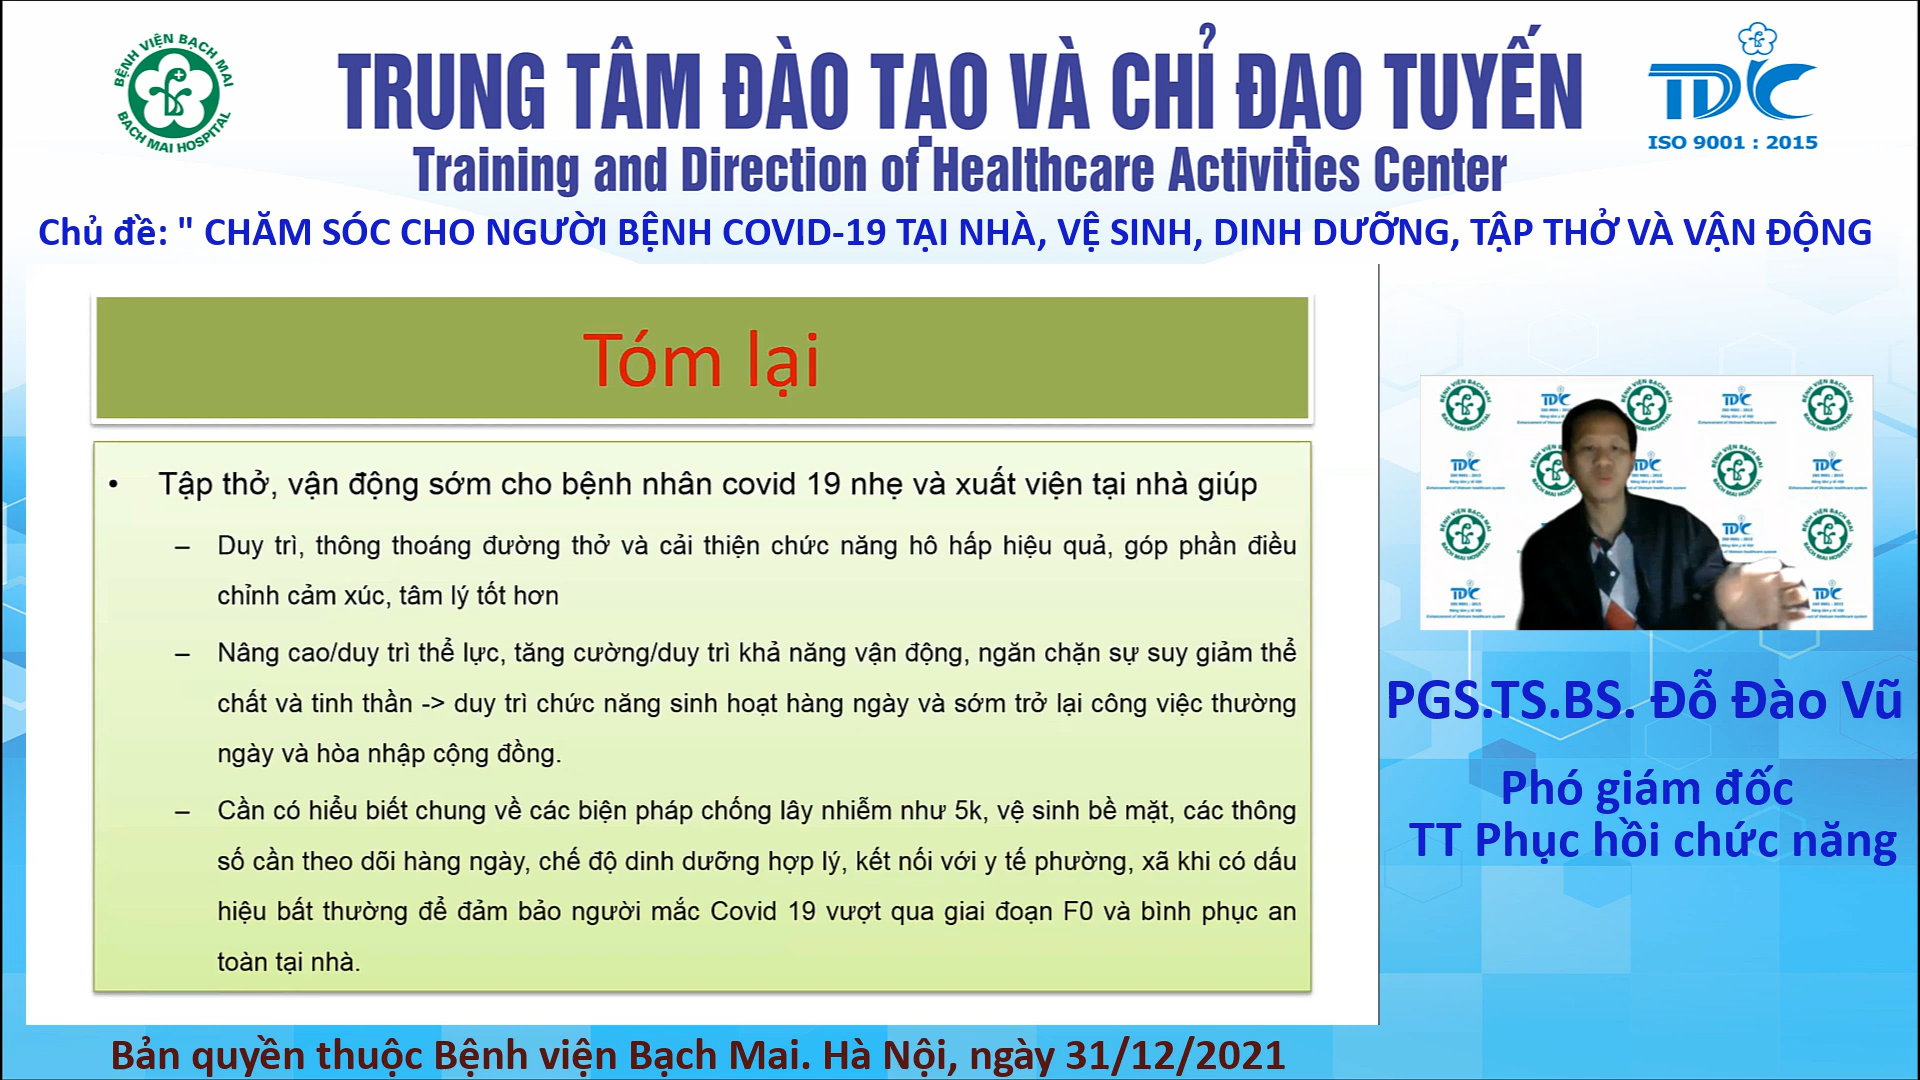 BỆNH VIỆN BẠCH MAI
BACH MAI HOSPITAL
TRUNG TÂM ĐÀO TẠO VÀ CHỈ ĐẠO TUYẾN
Training and Direction of Healthcare Activities Center
TDC
ISO 9001 : 2015
Chủ đề: " CHĂM SÓC CHO NGƯỜI BỆNH COVID-19 TẠI NHÀ, VỆ SINH, DINH DƯỠNG, TẬP THỞ VÀ VẬN ĐỘNG
Tóm lại
• Tập thở, vận động sớm cho bệnh nhân covid 19 nhẹ và xuất viện tại nhà giúp
– Duy trì, thông thoáng đường thở và cải thiện chức năng hô hấp hiệu quả, góp phần điều
chỉnh cảm xúc, tâm lý tốt hơn
– Nâng cao/duy trì thể lực, tăng cường/duy trì khả năng vận động, ngăn chặn sự suy giảm thể
chất và tinh thần -> duy trì chức năng sinh hoạt hàng ngày và sớm trở lại công việc thường
ngày và hòa nhập cộng đồng.
– Cần có hiểu biết chung về các biện pháp chống lây nhiễm như 5k, vệ sinh bề mặt, các thông
số cần theo dõi hàng ngày, chế độ dinh dưỡng hợp lý, kết nối với y tế phường, xã khi có dấu
hiệu bất thường để đảm bảo người mắc Covid 19 vượt qua giai đoạn F0 và bình phục an
toàn tại nhà.
PGS.TS.BS. Đỗ Đào Vũ
Phó giám đốc
TT Phục hồi chức năng
Bản quyền thuộc Bệnh viện Bạch Mai. Hà Nội, ngày 31/12/2021